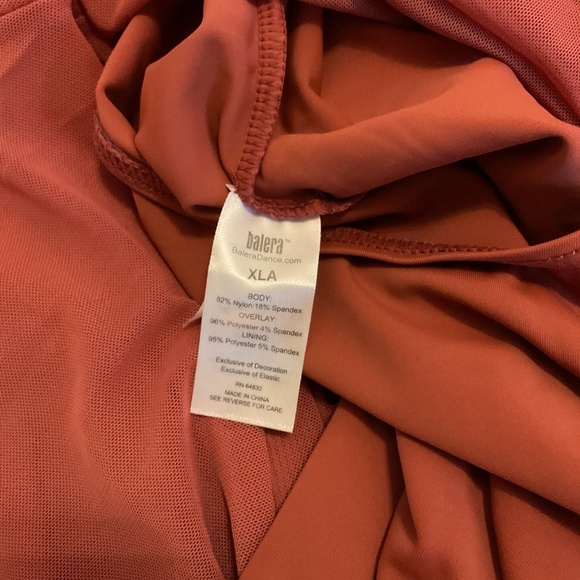 balera™
BaleraDance.com
XLA
BODY:
82% Nylon 18% Spandex
OVERLAY:
96% Polyester 4% Spandex
LINING:
95% Polyester 5% Spandex
Exclusive of Decoration
Exclusive of Elastic
RN 64830
MADE IN CHINA
SEE REVERSE FOR CARE